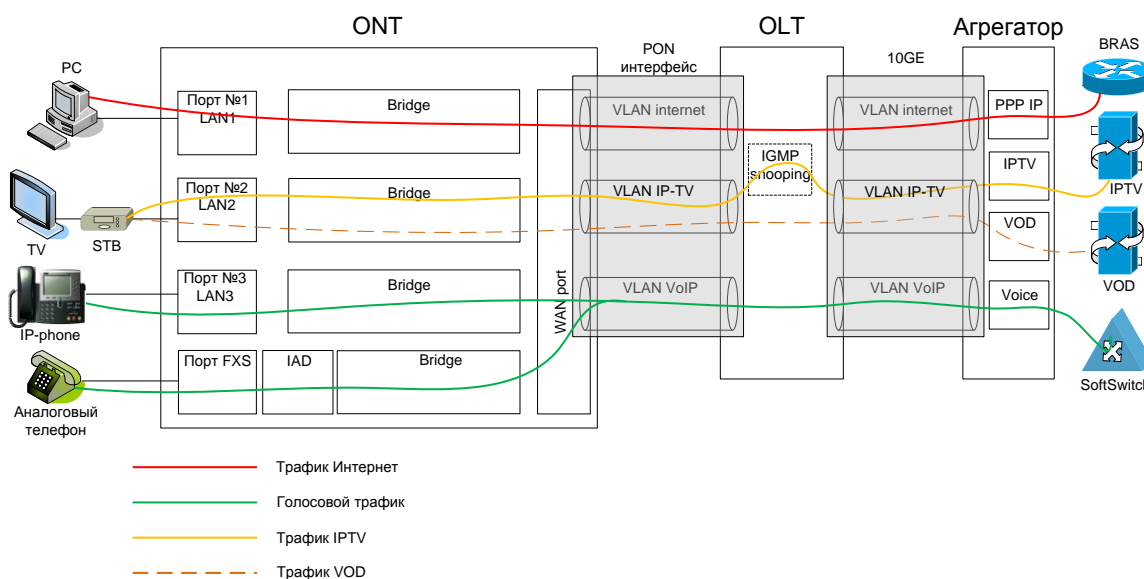 ONT
OLT
Агрегатор
PON
интерфейс
10GE
BRAS
PC
Порт №1
LAN1
Bridge
VLAN internet
VLAN internet
PPP IP
IGMP
snooping
Порт №2
LAN2
Bridge
VLAN IP-TV
VLAN IP-TV
IPTV
IPTV
TV
STB
VOD
VOD
Порт №3
LAN3
Bridge
WAN port
VLAN VoIP
VLAN VoIP
Voice
IP-phone
Порт FXS
IAD
Bridge
SoftSwitch
Аналоговый
телефон
Трафик Интернет
Голосовой трафик
Трафик IPTV
Трафик VOD